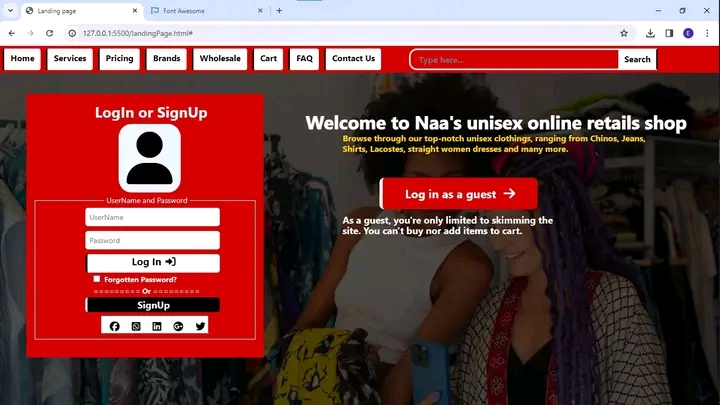 Landing page
Font Awesome
127.0.0.1:5500/landingPage.html#
E
Home
Services
Pricing
Brands
Wholesale
Cart
FAQ
Contact Us
Type here...
Search
LogIn or SignUp
UserName and Password
UserName
Password
Log In
Forgotten Password?
========= Or =========
SignUp
Welcome to Naa's unisex online retails shop
Browse through our top-notch unisex clothings, ranging from Chinos, Jeans,
Shirts, Lacostes, straight women dresses and many more.
Log in as a guest
As a guest, you're only limited to skimming the
site. You can't buy nor add items to cart.